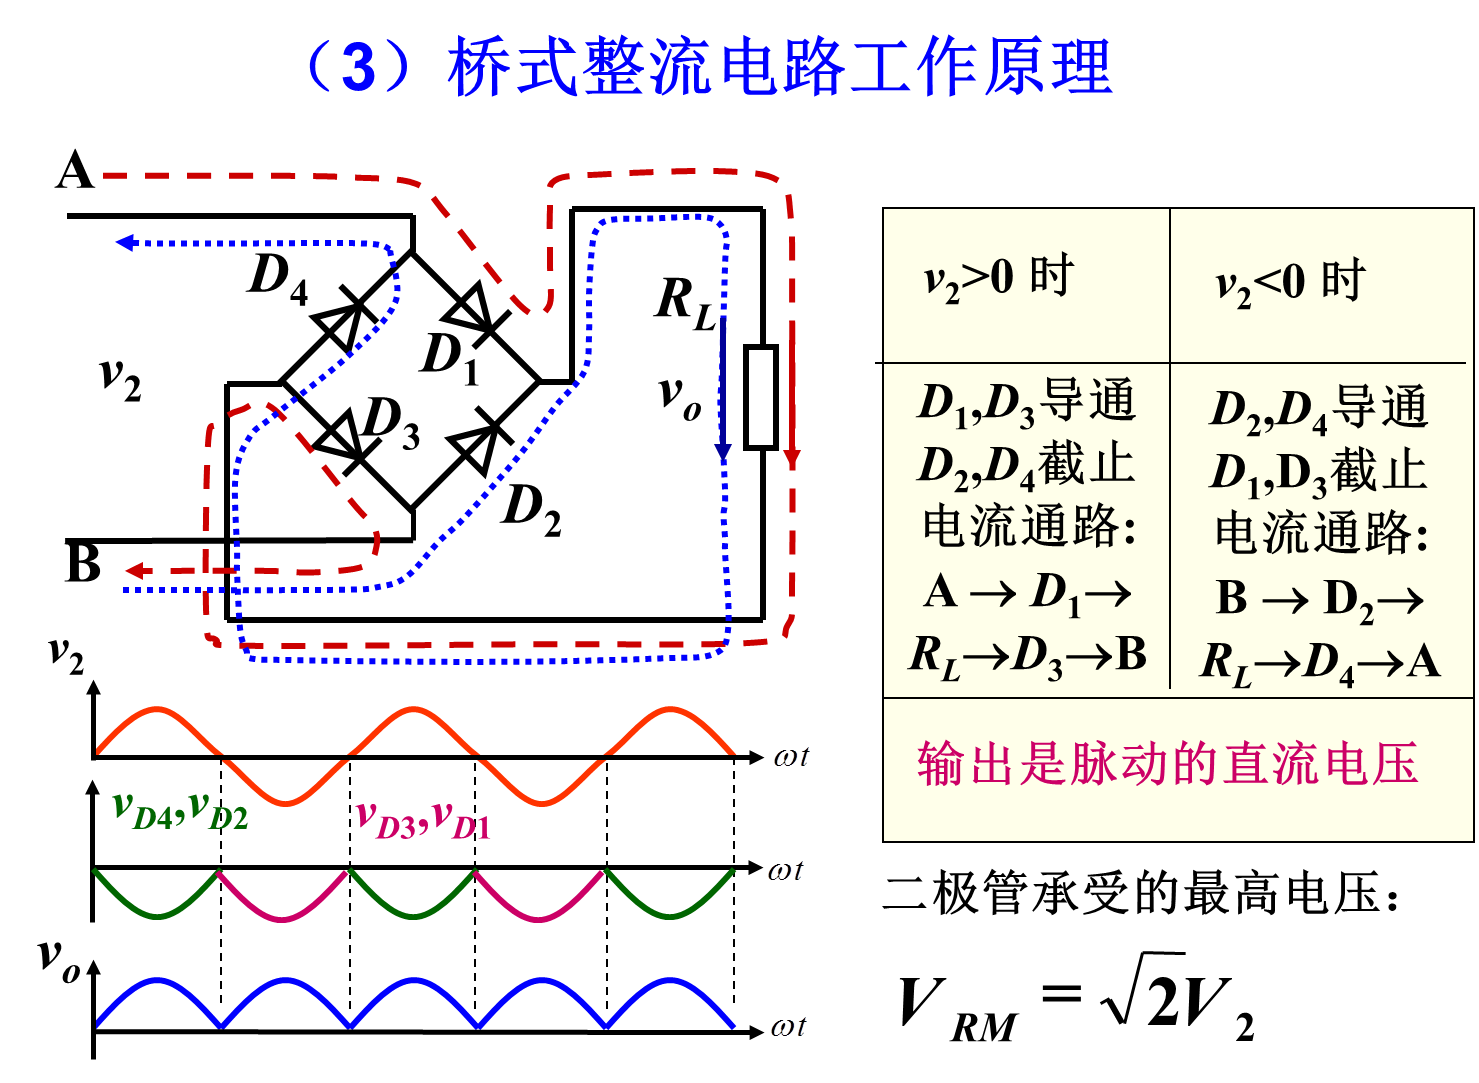 （3）桥式整流电路工作原理
A
D4
D1
RL
v2
vo
D3
D2
B
v2>0 时
v2<0 时
D1,D3导通
D2,D4截止
电流通路:
A → D1→
RL→D3→B
D2,D4导通
D1,D3截止
电流通路:
B → D2→
RL→D4→A
输出是脉动的直流电压
二极管承受的最高电压：
VRM = √2V2
v2
ωt
vD4,vD2
vD3,vD1
ωt
vo
ωt